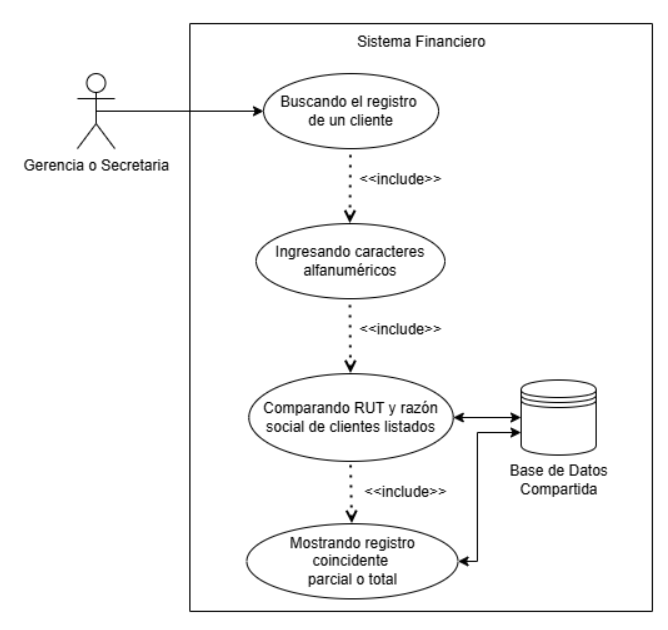 Sistema Financiero
Buscando el registro
de un cliente
Gerencia o Secretaria
<<include>>
Ingresando caracteres
alfanuméricos
<<include>>
Comparando RUT y razón
social de clientes listados
Base de Datos
Compartida
<<include>>
Mostrando registro
coincidente
parcial o total